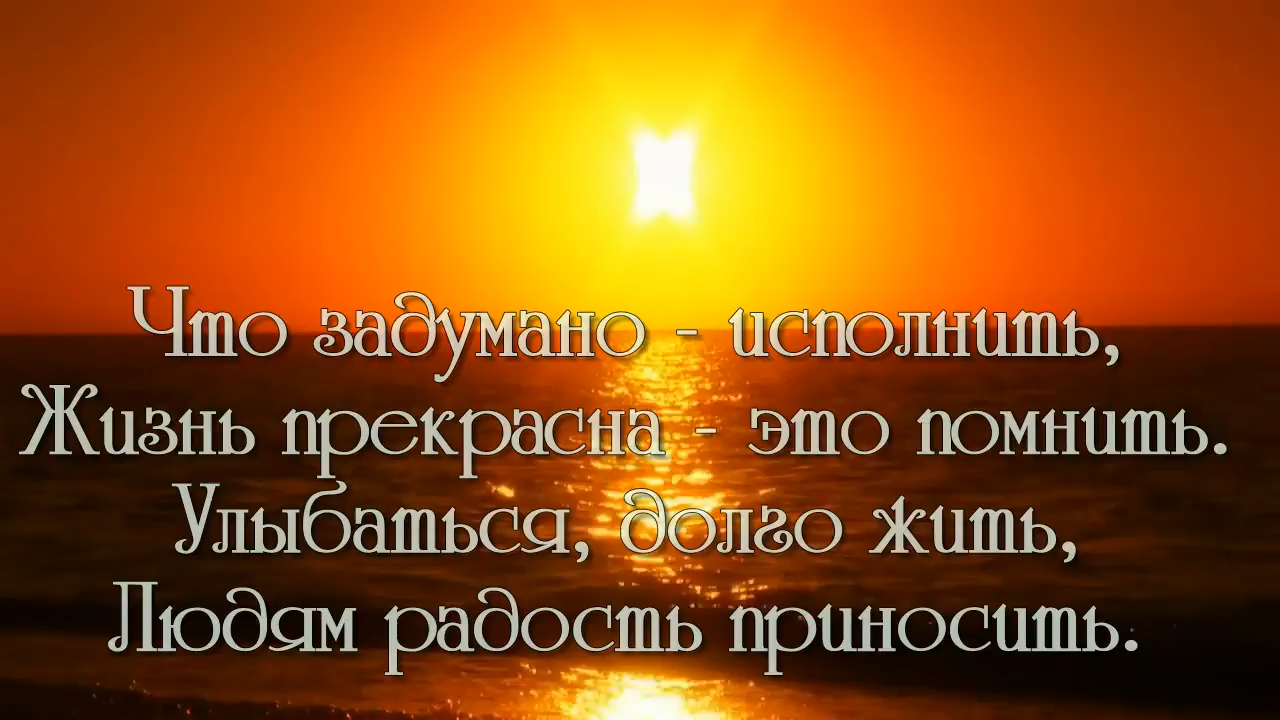 Что задумано - исполнить,
Жизнь прекрасна - это помнить.
Улыбаться, долго жить,
Людям радость приносить.